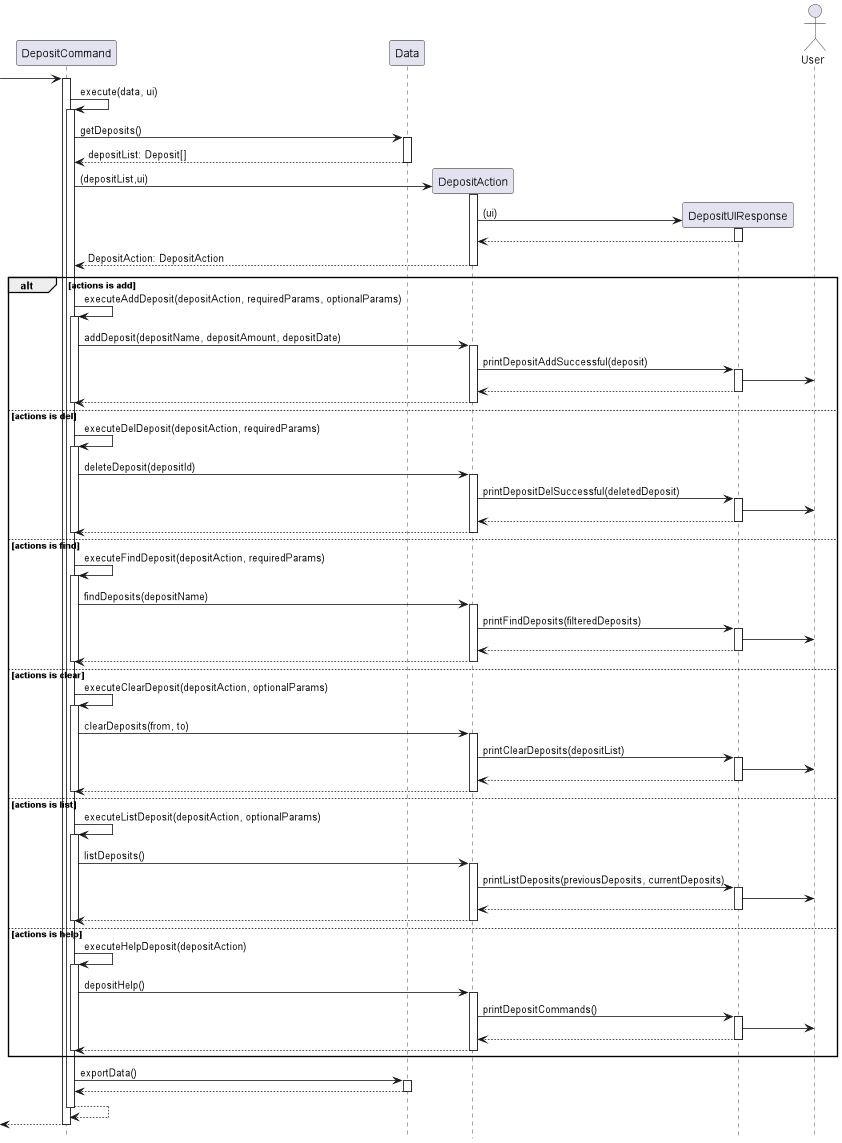 User
DepositCommand
Data
execute(data, ui)
getDeposits()
depositList: Deposit[]
(depositList,ui)
DepositAction
(ui)
DepositUIResponse
DepositAction: DepositAction
alt
[actions is add]
executeAddDeposit(depositAction, requiredParams, optionalParams)
addDeposit(depositName, depositAmount, depositDate)
printDepositAddSuccessful(deposit)
[actions is del]
executeDelDeposit(depositAction, requiredParams)
deleteDeposit(depositId)
printDepositDelSuccessful(deletedDeposit)
[actions is find]
executeFindDeposit(depositAction, requiredParams)
findDeposits(depositName)
printFindDeposits(filteredDeposits)
[actions is clear]
executeClearDeposit(depositAction, optionalParams)
clearDeposits(from, to)
printClearDeposits(depositList)
[actions is list]
executeListDeposit(depositAction, optionalParams)
listDeposits()
printListDeposits(previousDeposits, currentDeposits)
[actions is help]
executeHelpDeposit(depositAction)
depositHelp()
printDepositCommands()
exportData()